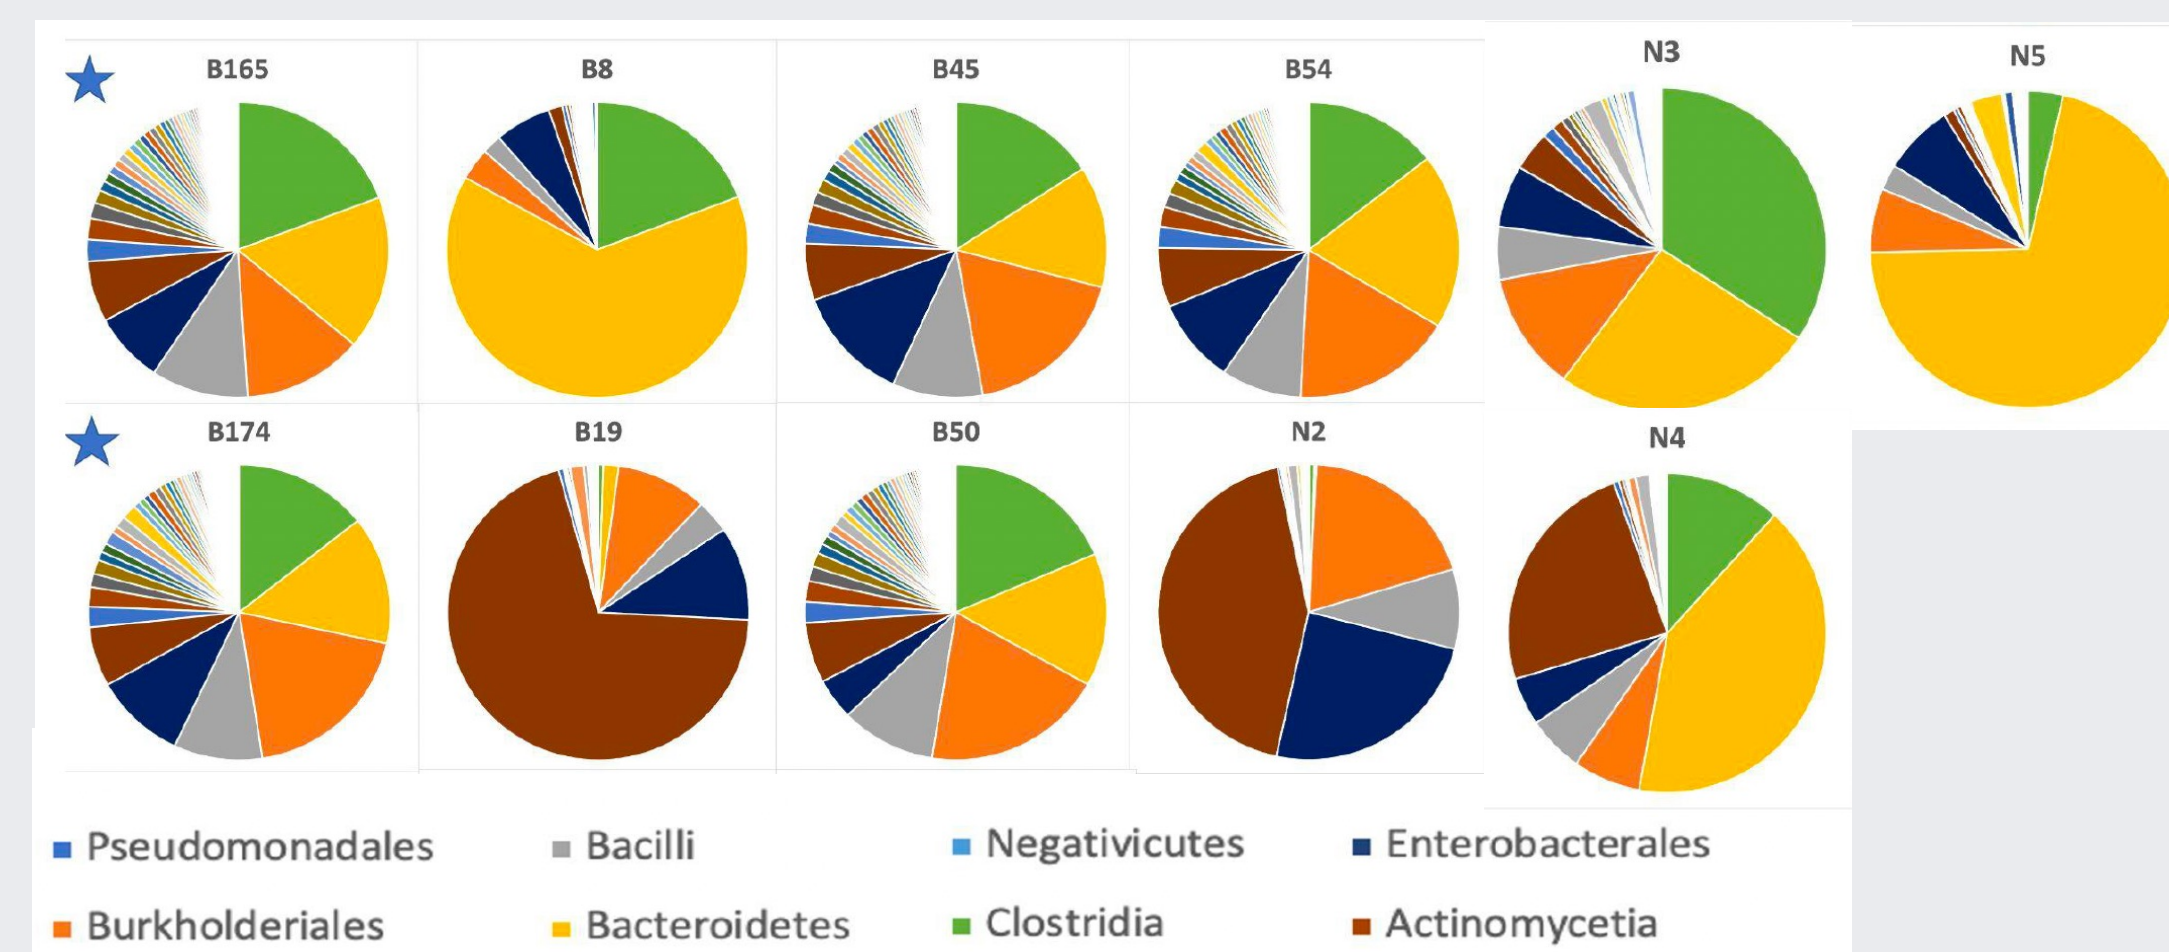 B165 B8 B45 B54 N3 N5
B174 B19 B50 N2 N4
Pseudomonadales Bacilli Negativicutes Enterobacterales
Burkholderiales Bacteroidetes Clostridia Actinomycetia